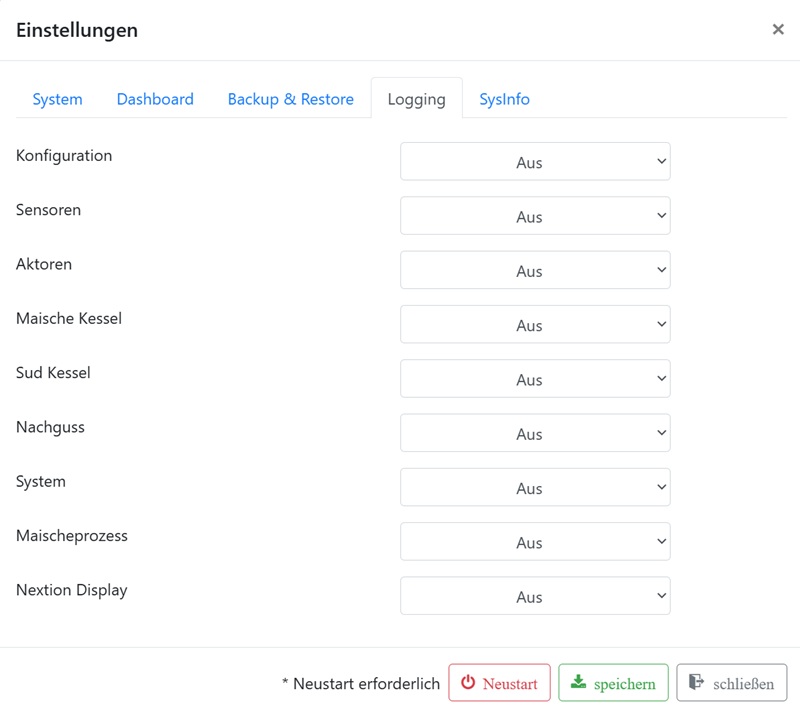 Einstellungen ×
System Dashboard Backup & Restore Logging SysInfo
Konfiguration Aus
Sensoren Aus
Aktoren Aus
Maische Kessel Aus
Sud Kessel Aus
Nachguss Aus
System Aus
Maischeprozess Aus
Nextion Display Aus
* Neustart erforderlich Neustart speichern schließen